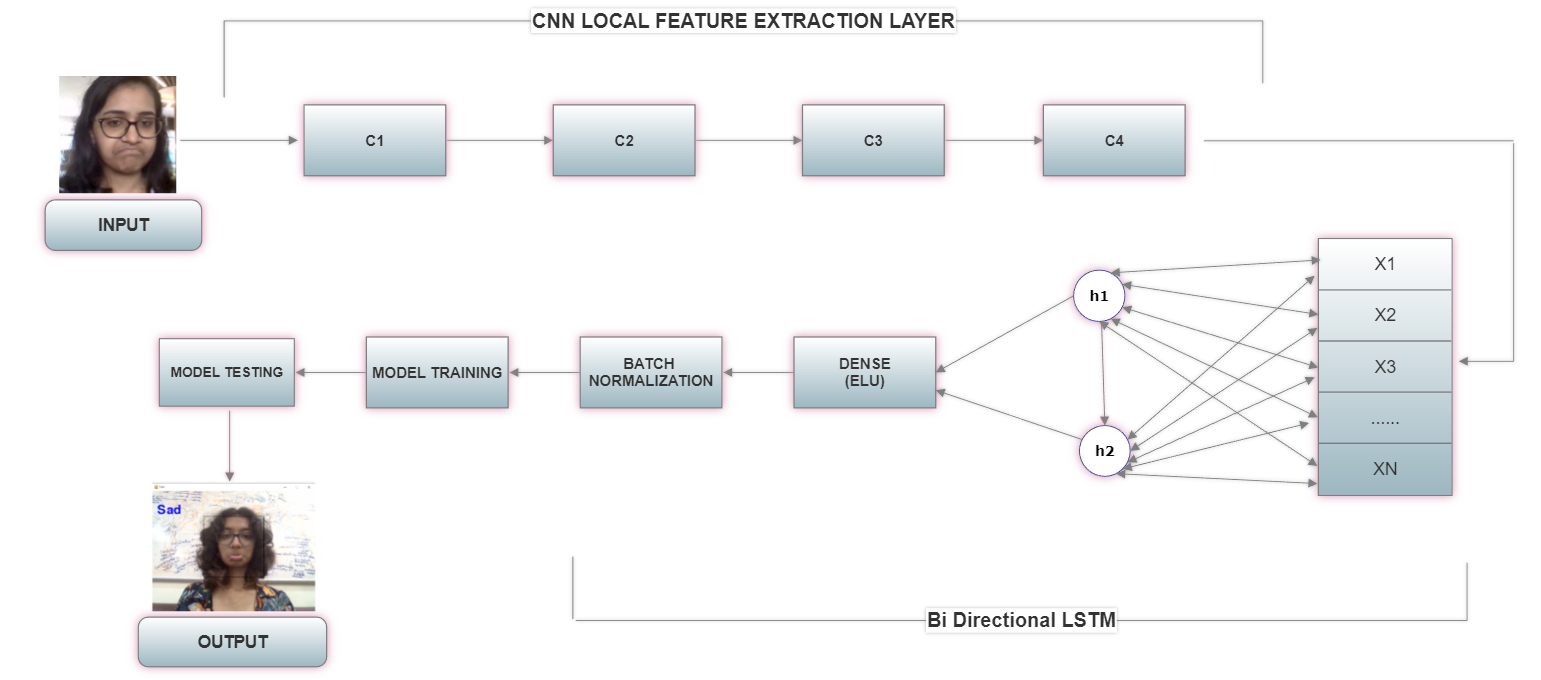 CNN LOCAL FEATURE EXTRACTION LAYER
C1
C2
C3
C4
INPUT
X1
X2
X3
......
XN
h1
h2
DENSE
(ELU)
BATCH
NORMALIZATION
MODEL TRAINING
MODEL TESTING
Sad
OUTPUT
Bi Directional LSTM